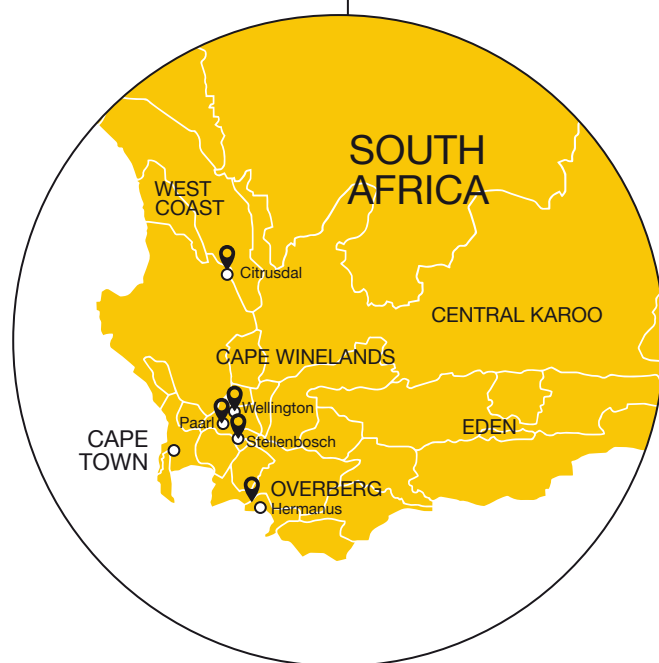 SOUTH
AFRICA
WEST
COAST
Citrusdal
CENTRAL KAROO
CAPE WINELANDS
Wellington
Paarl
EDEN
CAPE
TOWN
Stellenbosch
OVERBERG
Hermanus